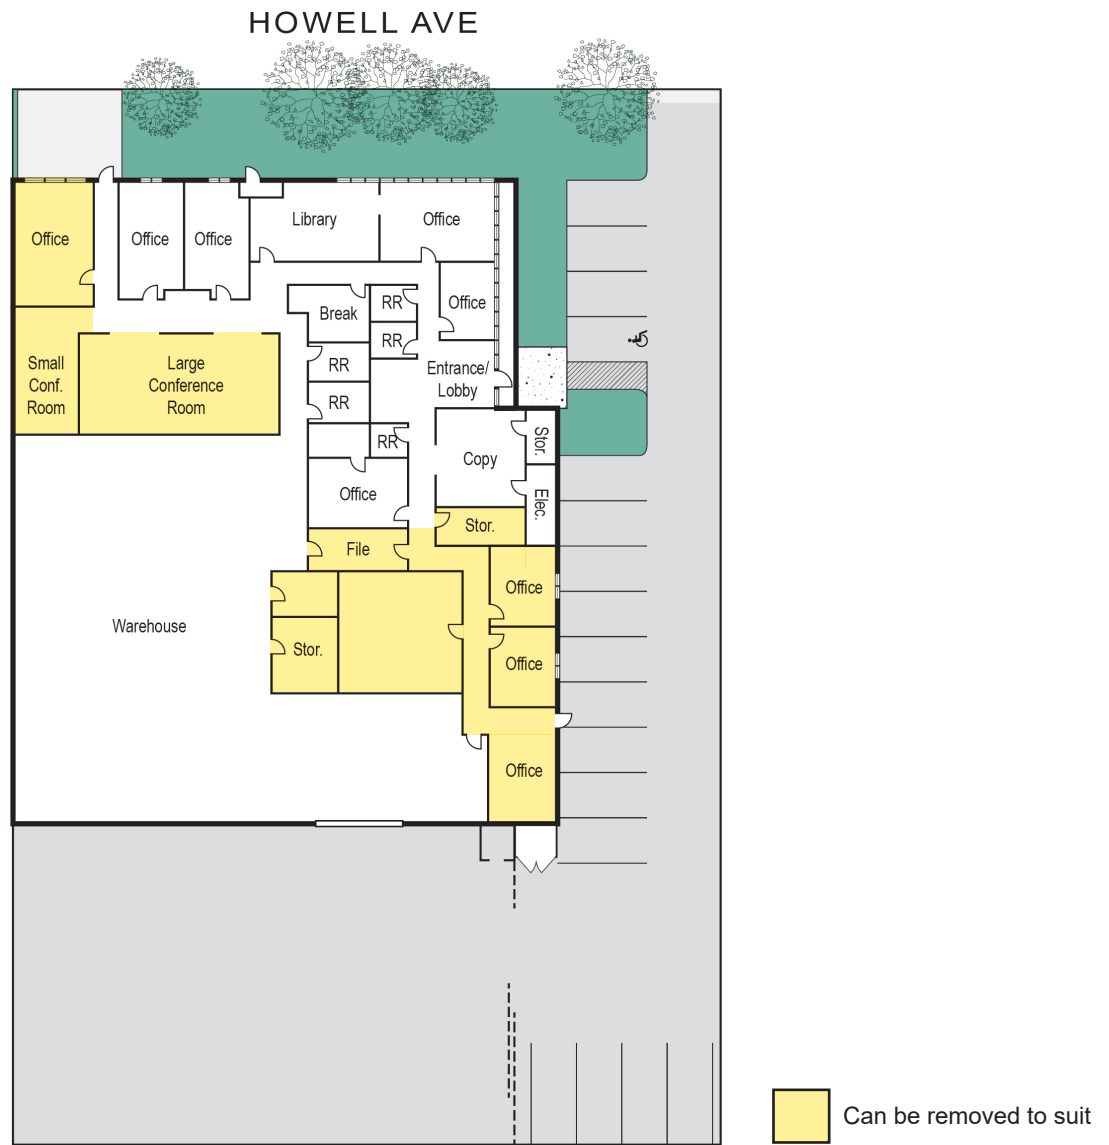 HOWELL AVE
Office
Office
Office
Library
Office
Office
Break
RR
RR
RR
RR
RR
Entrance/
Lobby
Small
Conf.
Room
Large
Conference
Room
Copy
Stor.
Elec.
Office
Stor.
File
Office
Warehouse
Stor.
Office
Office
Can be removed to suit